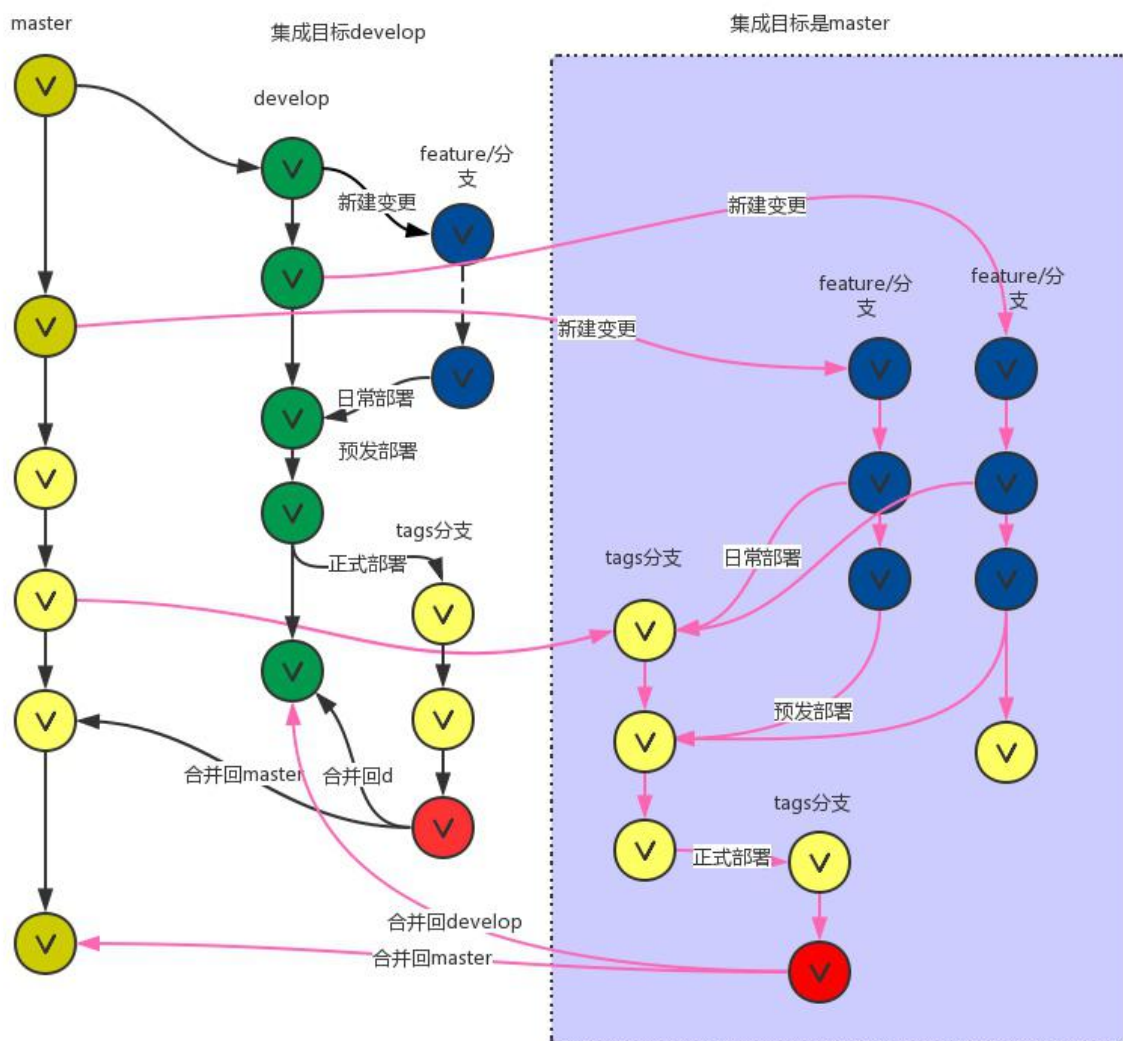 master
集成目标develop
集成目标是master
develop
feature/分
支
新建变更
新建变更
feature/分
支
feature/分
支
新建变更
日常部署
预发部署
tags分支
正式部署
日常部署
tags分支
预发部署
合并回master
合并回d
tags分支
正式部署
合并回develop
合并回master